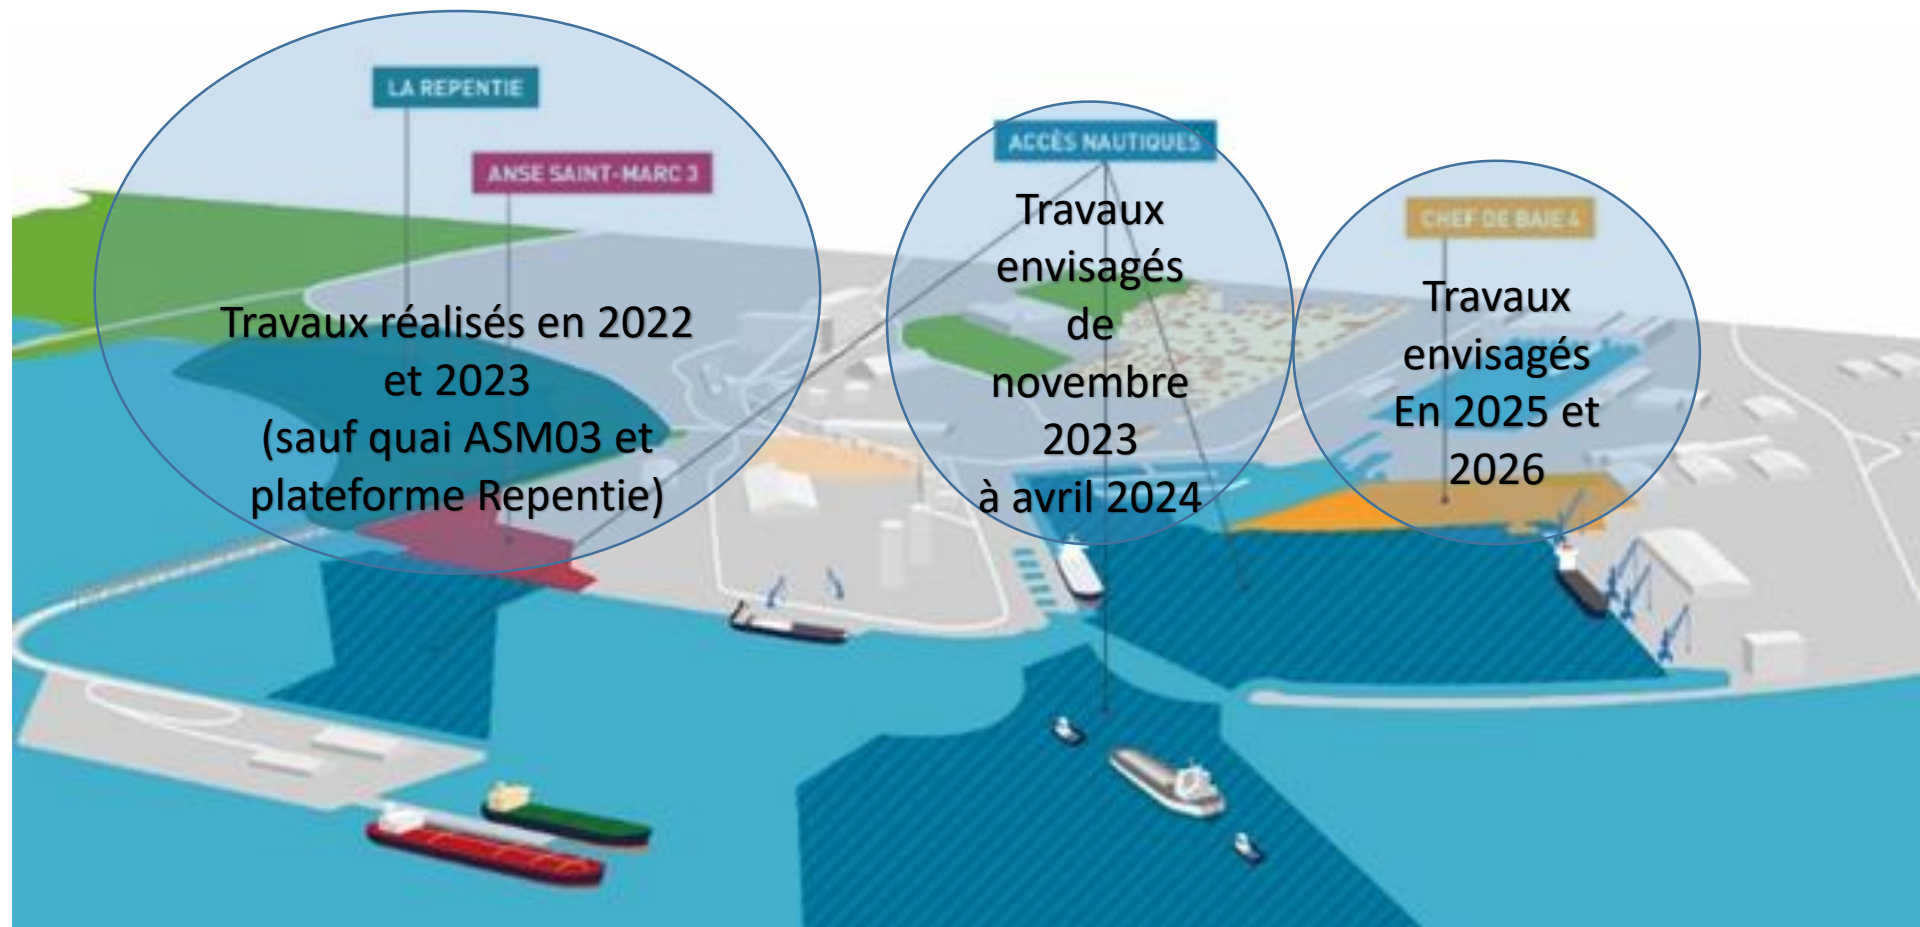 LA REPENTIE
ANSE SAINT-MARC 3
Travaux réalisés en 2022
et 2023
(sauf quai ASM03 et
plateforme Repentie)
ACCÈS NAUTIQUES
Travaux
envisagés
de
novembre
2023
à avril 2024
CHEF DE BAIE 4
Travaux
envisagés
En 2025 et
2026